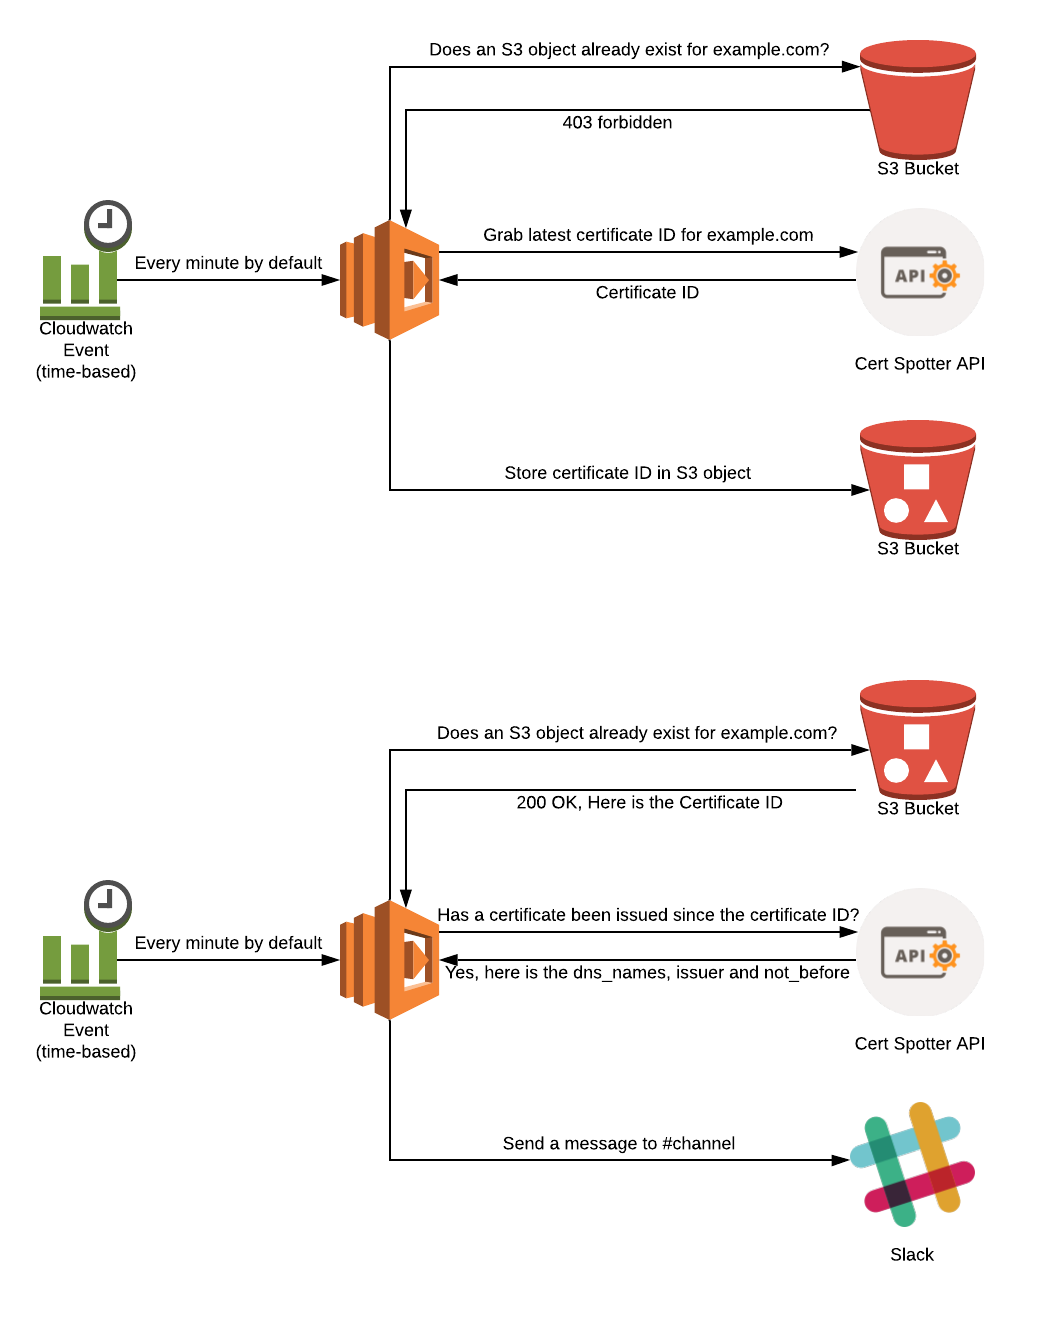 Does an S3 object already exist for example.com?
403 forbidden
S3 Bucket
Every minute by default
Grab latest certificate ID for example.com
API
Certificate ID
Cloudwatch
Event
(time-based)
Cert Spotter API
Store certificate ID in S3 object
S3 Bucket
Does an S3 object already exist for example.com?
200 OK, Here is the Certificate ID
S3 Bucket
Every minute by default
Has a certificate been issued since the certificate ID?
API
Yes, here is the dns_names, issuer and not_before
Cloudwatch
Event
(time-based)
Cert Spotter API
Send a message to #channel
Slack